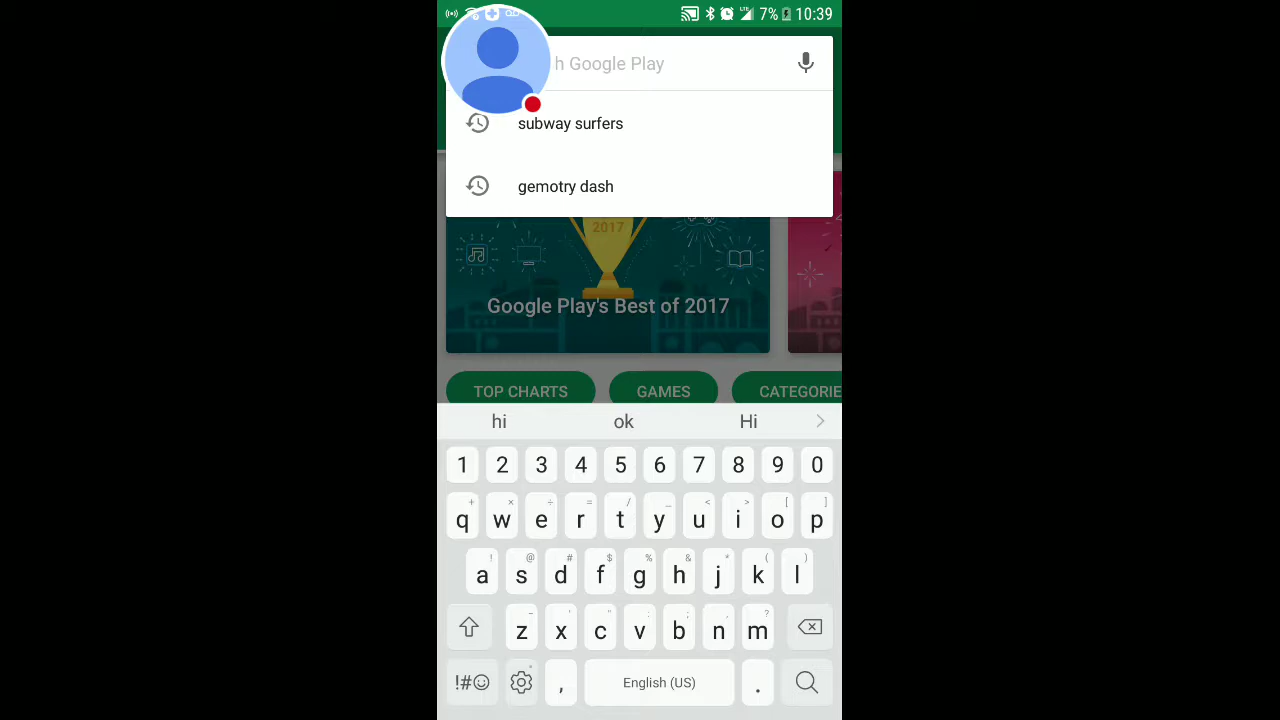 LTE 7% 10:39
h Google Play
subway surfers
gemotry dash
2017
Google Play's Best of 2017
TOP CHARTS GAMES CATEGORIE
hi ok Hi >
1 2 3 4 5 6 7 8 9 0
+ × ÷ = / _ < > [ ]
q w e r t y u i o p
! @ # $ % & * ( )
a s d f g h j k l
- ' " : ; , ?
z x c v b n m
!#☺ , English (US) .